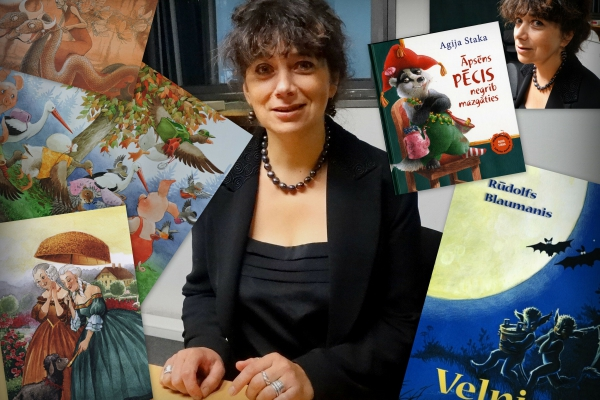 Agija Staka
Āpsēns
PĒCIS
negrib
mazgāties
Rūdolfs
Blaumanis
Velni